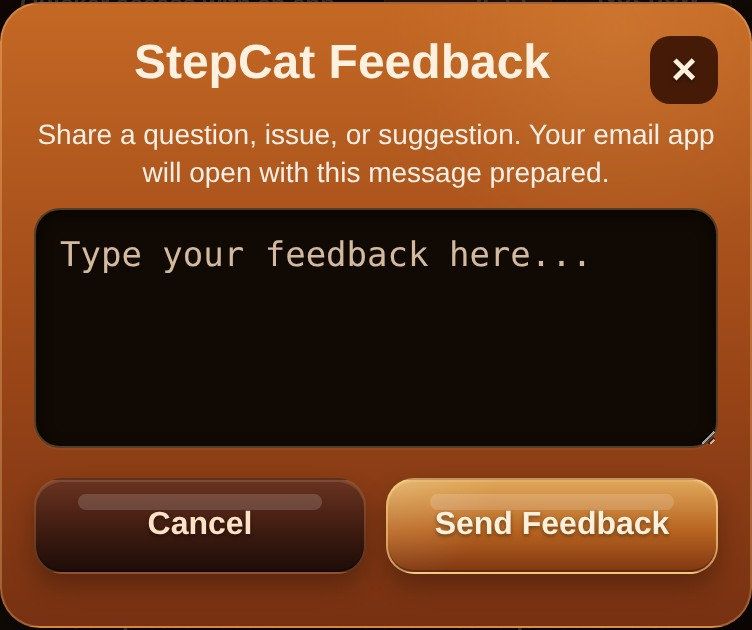 StepCat Feedback
×
Share a question, issue, or suggestion. Your email app
will open with this message prepared.
Type your feedback here...
Cancel
Send Feedback